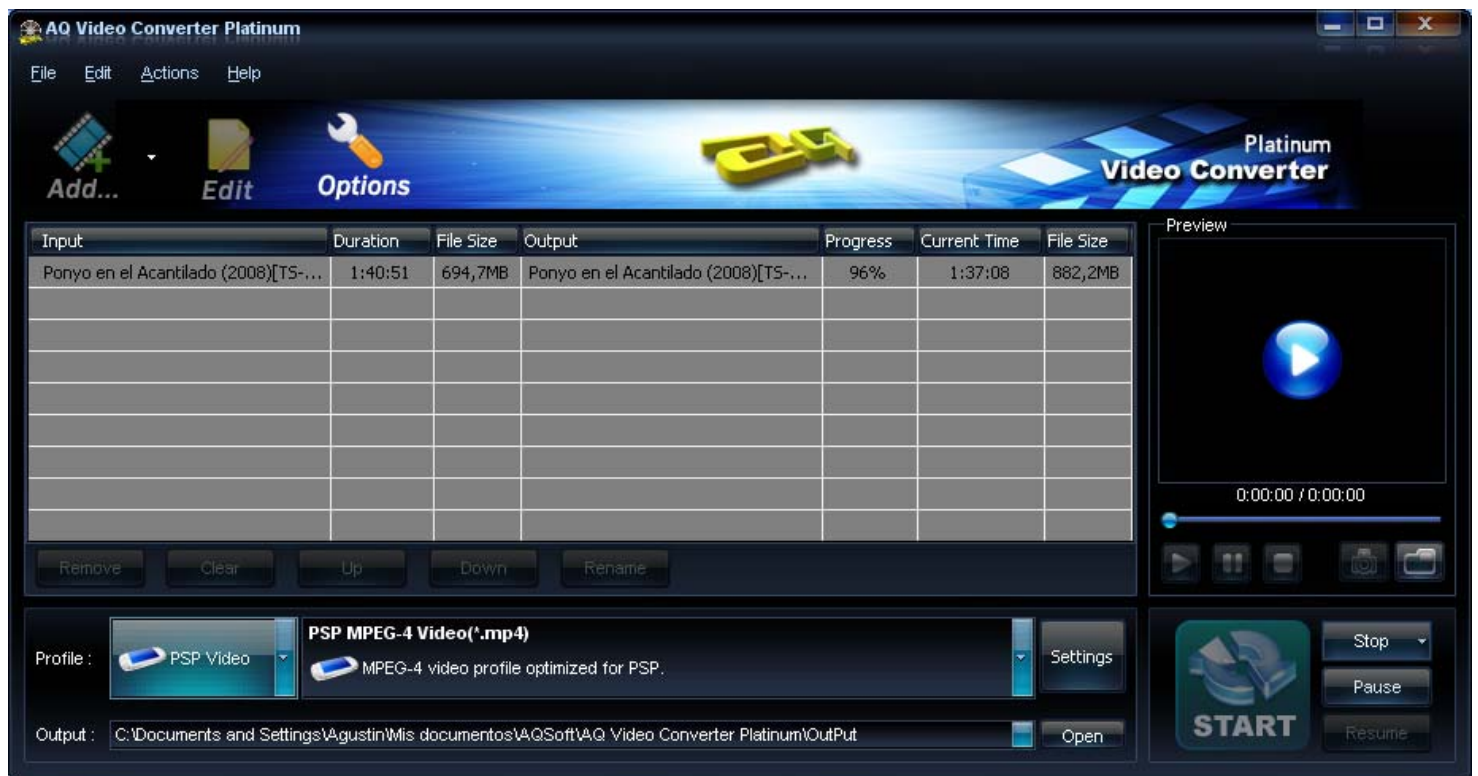 AQ Video Converter Platinum
File Edit Actions Help
Add... Edit Options
Platinum
Video Converter
Input Duration File Size Output Progress Current Time File Size
Ponyo en el Acantilado (2008)[TS-... 1:40:51 694,7MB Ponyo en el Acantilado (2008)[TS-... 96% 1:37:08 882,2MB
Preview
0:00:00 / 0:00:00
Remove Clear Up Down Rename
Profile : PSP Video
PSP MPEG-4 Video(*.mp4)
MPEG-4 video profile optimized for PSP.
Settings
Output : C:\Documents and Settings\Agustin\Mis documentos\AQSoft\AQ Video Converter Platinum\OutPut
Open
START
Stop
Pause
Resume